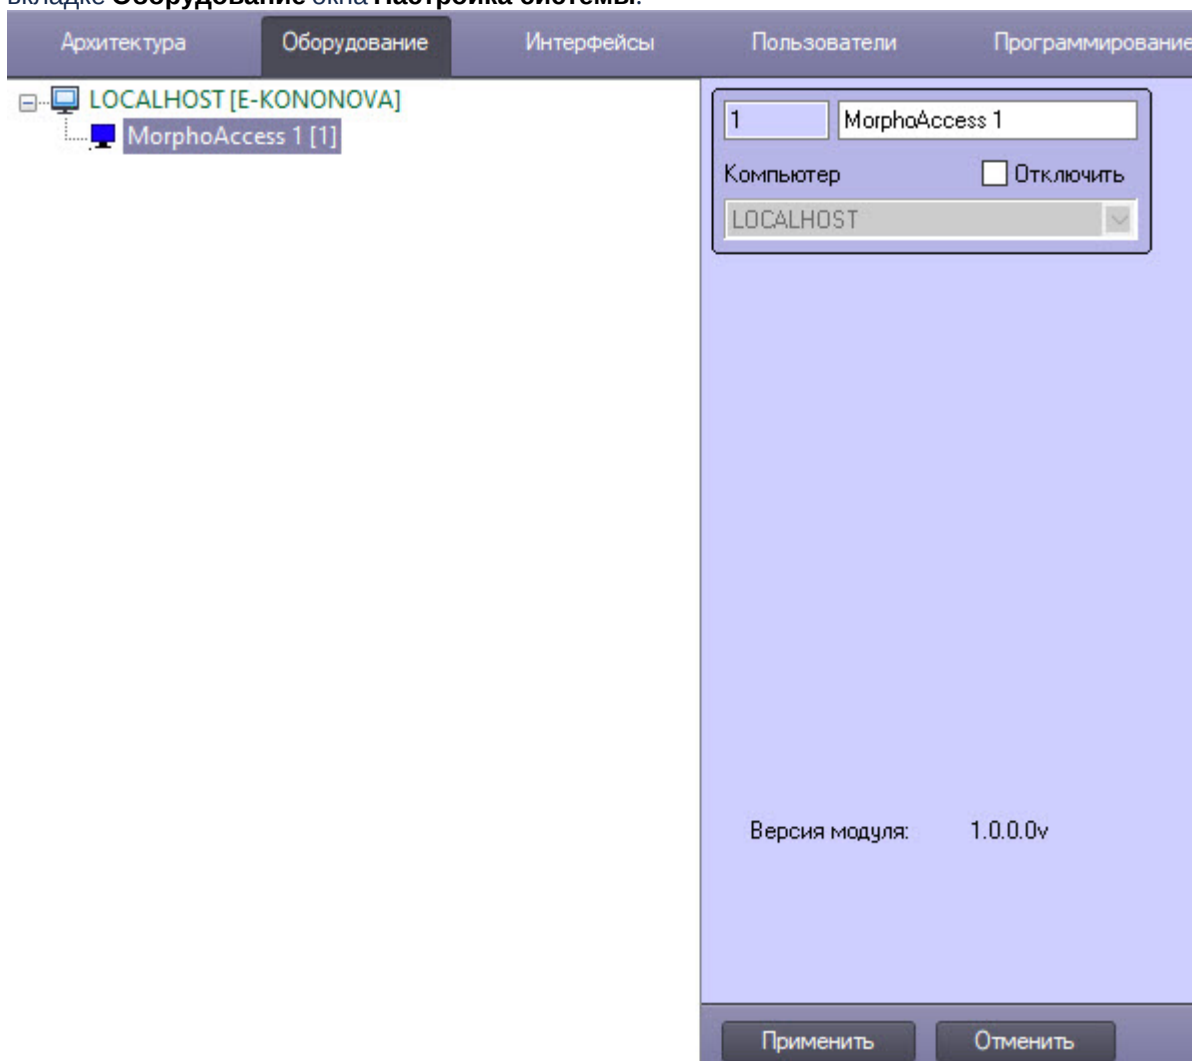 вкладке Оборудование окна Настройка системы.
Архитектура Оборудование Интерфейсы Пользователи Программирование
LOCALHOST [E-KONONOVA]
MorphoAccess 1 [1]
1 MorphoAccess 1
Компьютер Отключить
LOCALHOST
Версия модуля: 1.0.0.0v
Применить Отменить